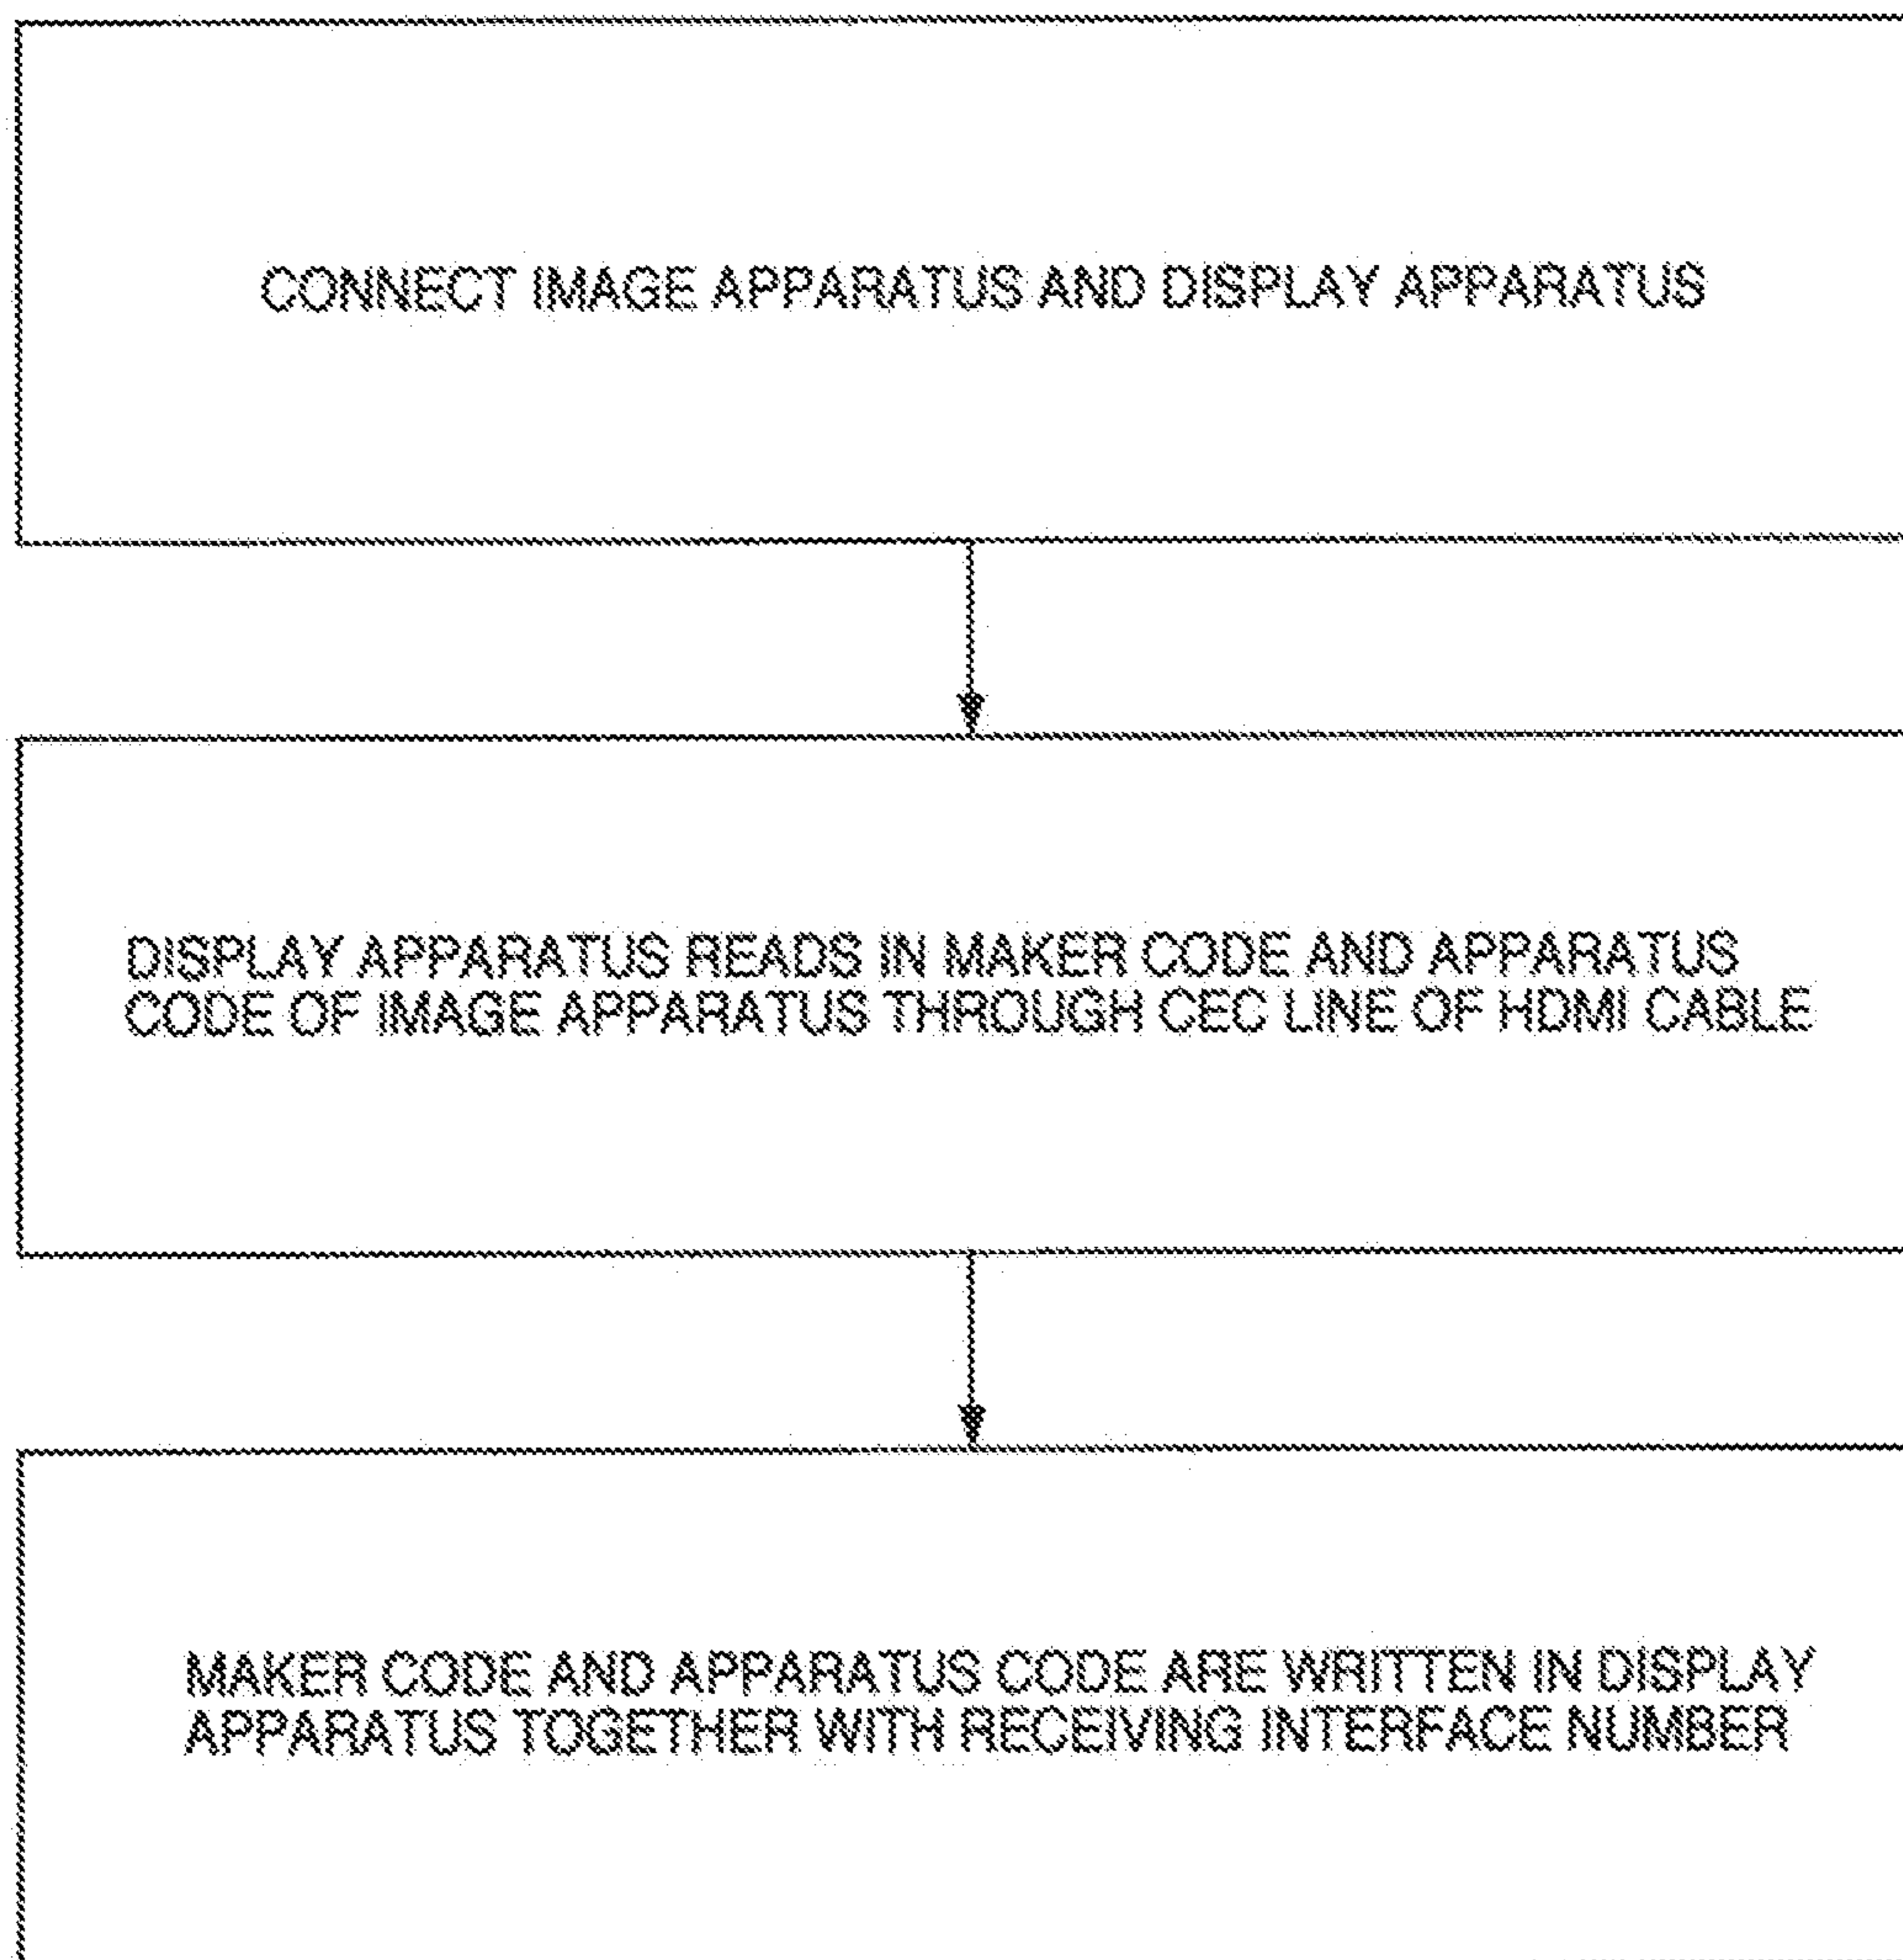 CONNECT IMAGE APPARATUS AND DISPLAY APPARATUS
DISPLAY APPARATUS READS IN MAKER CODE AND APPARATUS
CODE OF IMAGE APPARATUS THROUGH CEC LINE OF HDMI CABLE
MAKER CODE AND APPARATUS CODE ARE WRITTEN IN DISPLAY
APPARATUS TOGETHER WITH RECEIVING INTERFACE NUMBER